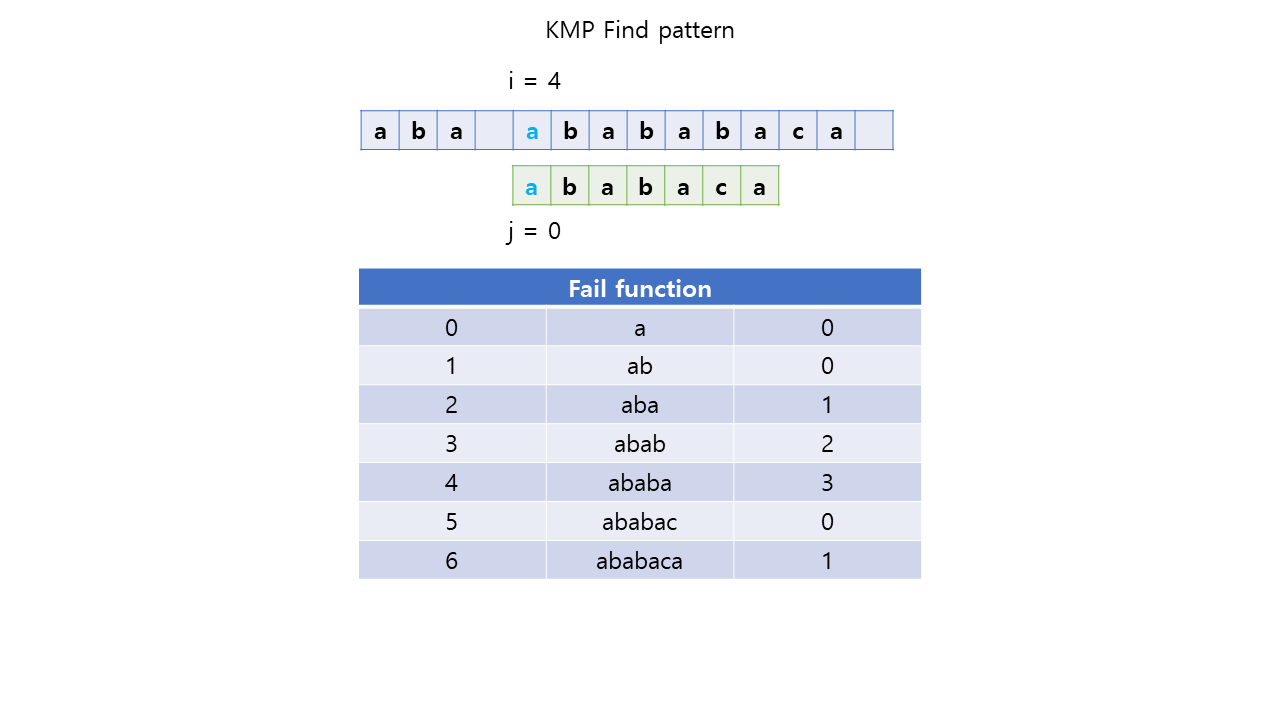 KMP Find pattern
i = 4
a b a a b a b a b a c a
a b a b a c a
j = 0
Fail function
0 a 0
1 ab 0
2 aba 1
3 abab 2
4 ababa 3
5 ababac 0
6 ababaca 1